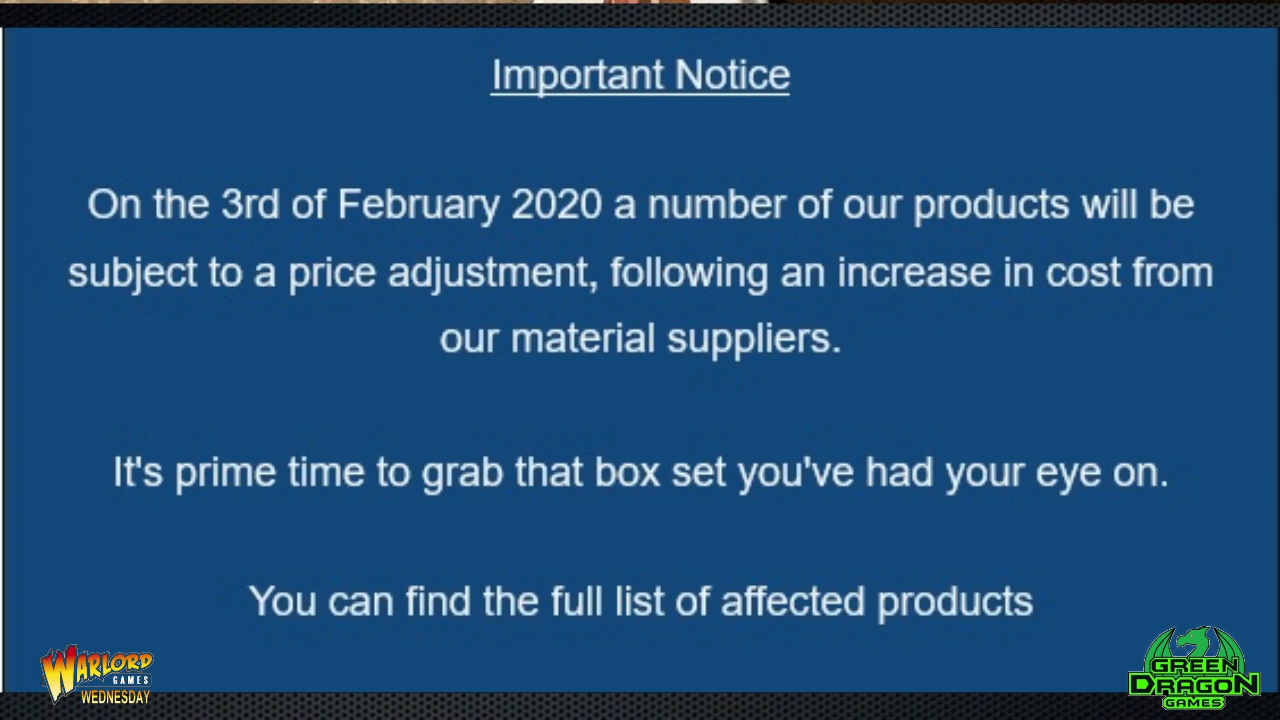 Important Notice
On the 3rd of February 2020 a number of our products will be
subject to a price adjustment, following an increase in cost from
our material suppliers.
It's prime time to grab that box set you've had your eye on.
You can find the full list of affected products
WARLORD
GAMES
WEDNESDAY
GREEN
DRAGON
GAMES